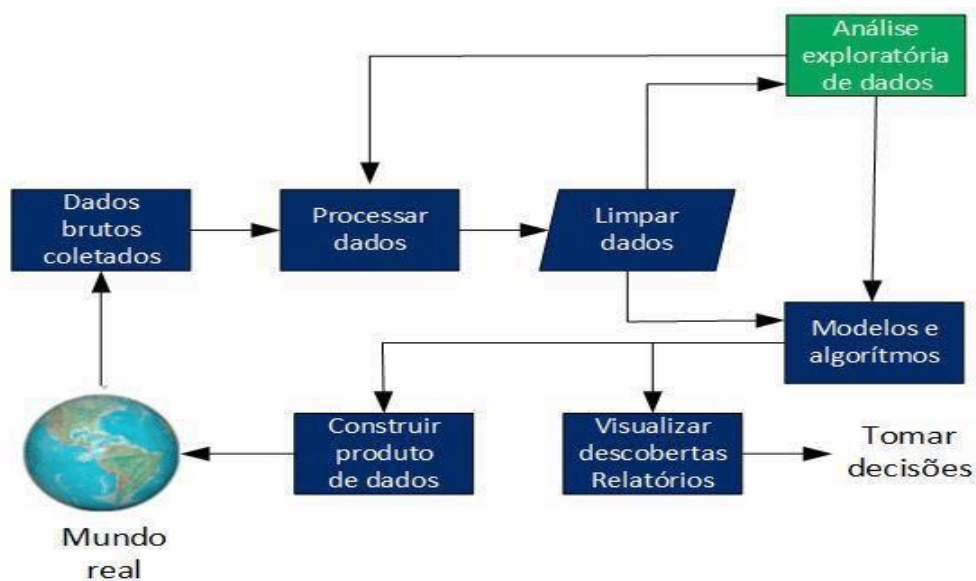 Análise
exploratória
de dados
Dados
brutos
coletados
Processar
dados
Limpar
dados
Modelos e
algorítmos
Construir
produto
de dados
Visualizar
descobertas
Relatórios
Tomar
decisões
Mundo
real